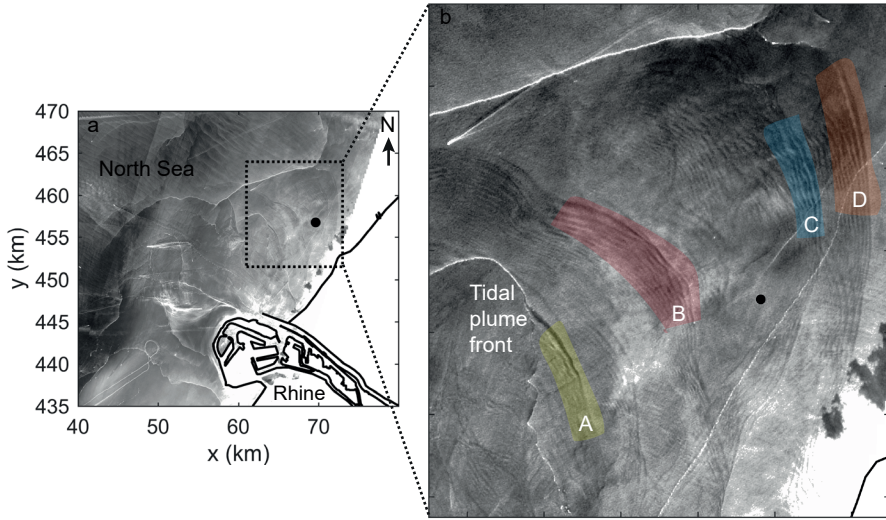 b
a
N
North Sea
Rhine
470
465
460
455
450
445
440
435
y (km)
40
50
60
70
x (km)
Tidal
plume
front
A
B
C
D